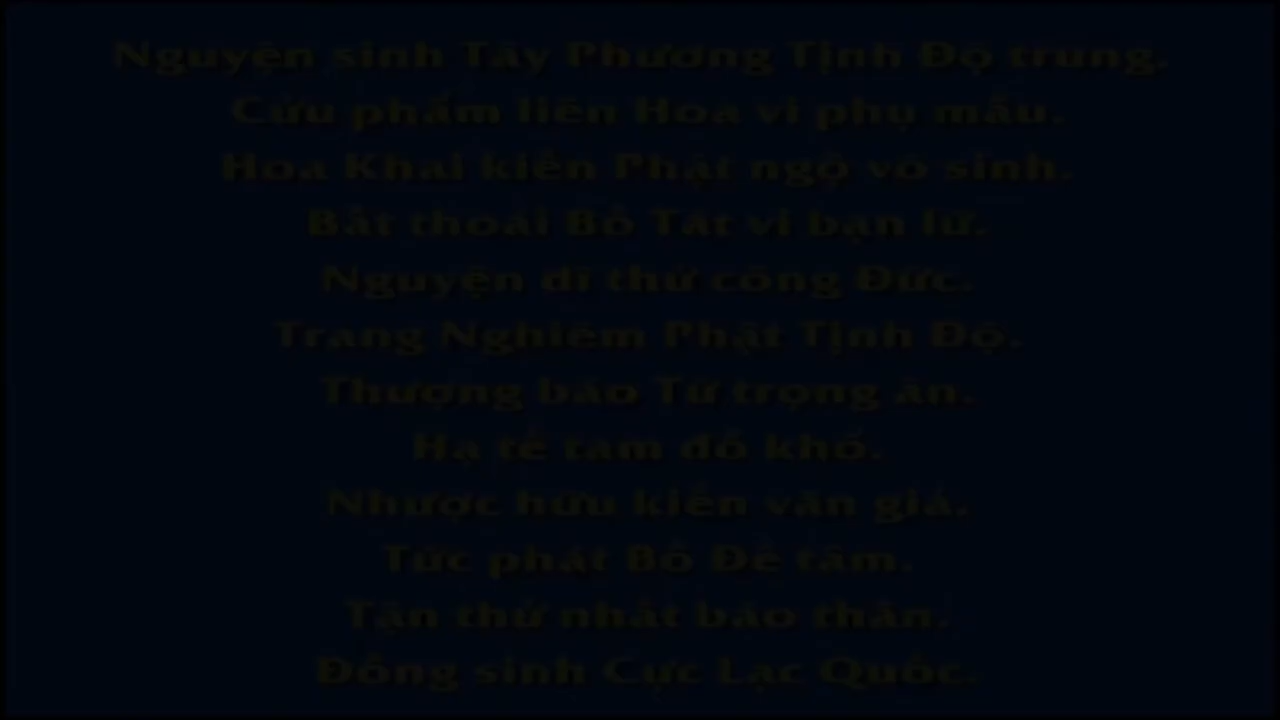 Nguyện sinh Tây Phương Tịnh Độ trung.
Cửu phẩm liên Hoa vi phụ mẫu.
Hoa Khai kiến Phật ngộ vô sinh.
Bất thoái Bồ Tát vi bạn lữ.
Nguyện dĩ thử công Đức.
Trang Nghiêm Phật Tịnh Độ.
Thượng báo Tứ trọng ân.
Hạ tế tam đồ khổ.
Nhược hữu kiến văn giả.
Tức phát Bồ Đề tâm.
Tận thử nhất báo thân.
Đồng sinh Cực Lạc Quốc.